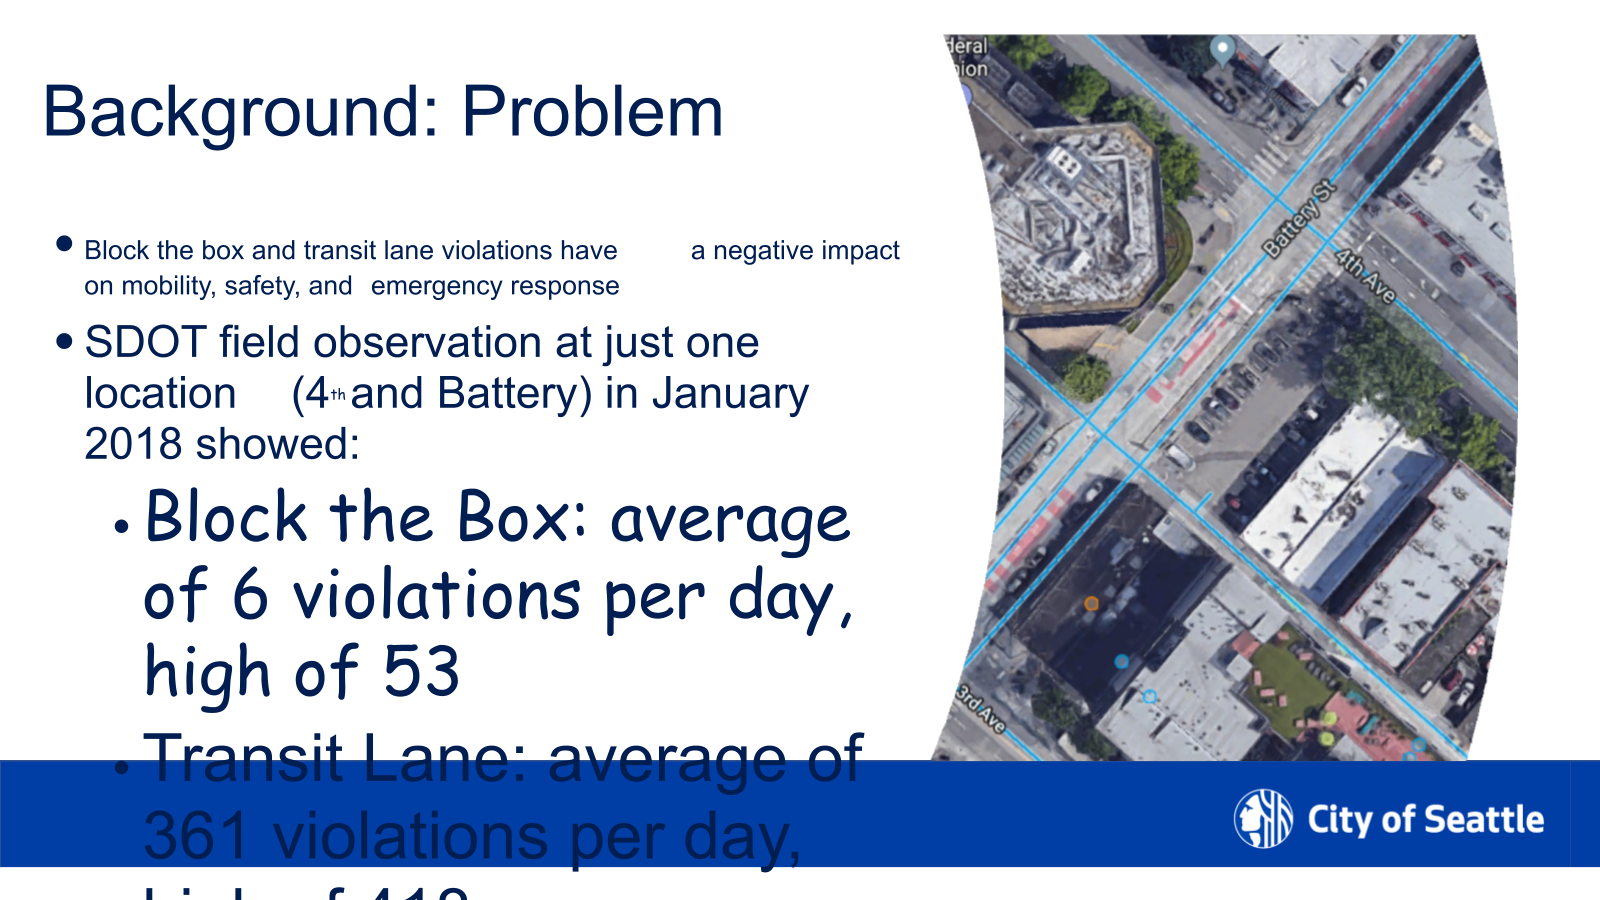 Background: Problem
• Block the box and transit lane violations have a negative impact
on mobility, safety, and emergency response
• SDOT field observation at just one
location (4th and Battery) in January
2018 showed:
• Block the Box: average
of 6 violations per day,
high of 53
• Transit Lane: average of
361 violations per day,
deral
nion
Battery St
4th Ave
3rd Ave
City of Seattle